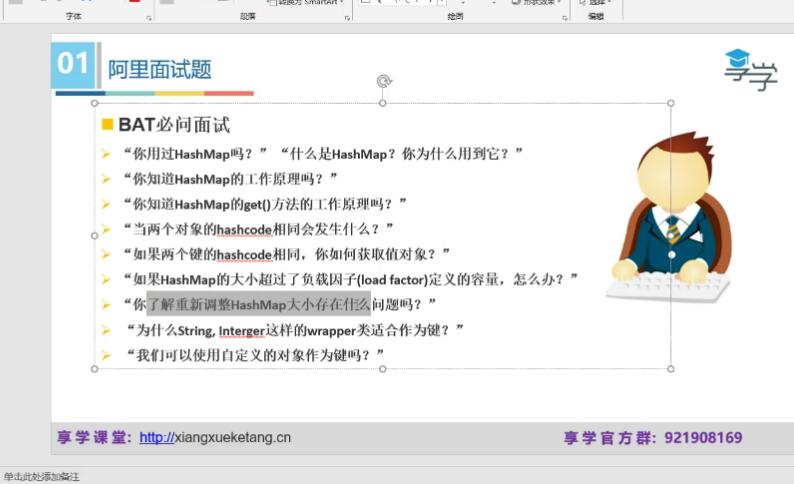 字体
段落
转换为 SmartArt
绘图
形状效果
编辑
选择
01
阿里面试题
享学
BAT必问面试
“你用过HashMap吗？” “什么是HashMap？你为什么用到它？”
“你知道HashMap的工作原理吗？”
“你知道HashMap的get()方法的工作原理吗？”
“当两个对象的hashcode相同会发生什么？”
“如果两个键的hashcode相同，你如何获取值对象？”
“如果HashMap的大小超过了负载因子(load factor)定义的容量，怎么办？”
“你了解重新调整HashMap大小存在什么问题吗？”
“为什么String, Interger这样的wrapper类适合作为键？”
“我们可以使用自定义的对象作为键吗？”
享学课堂：http://xiangxueketang.cn
享学官方群：921908169
单击此处添加备注